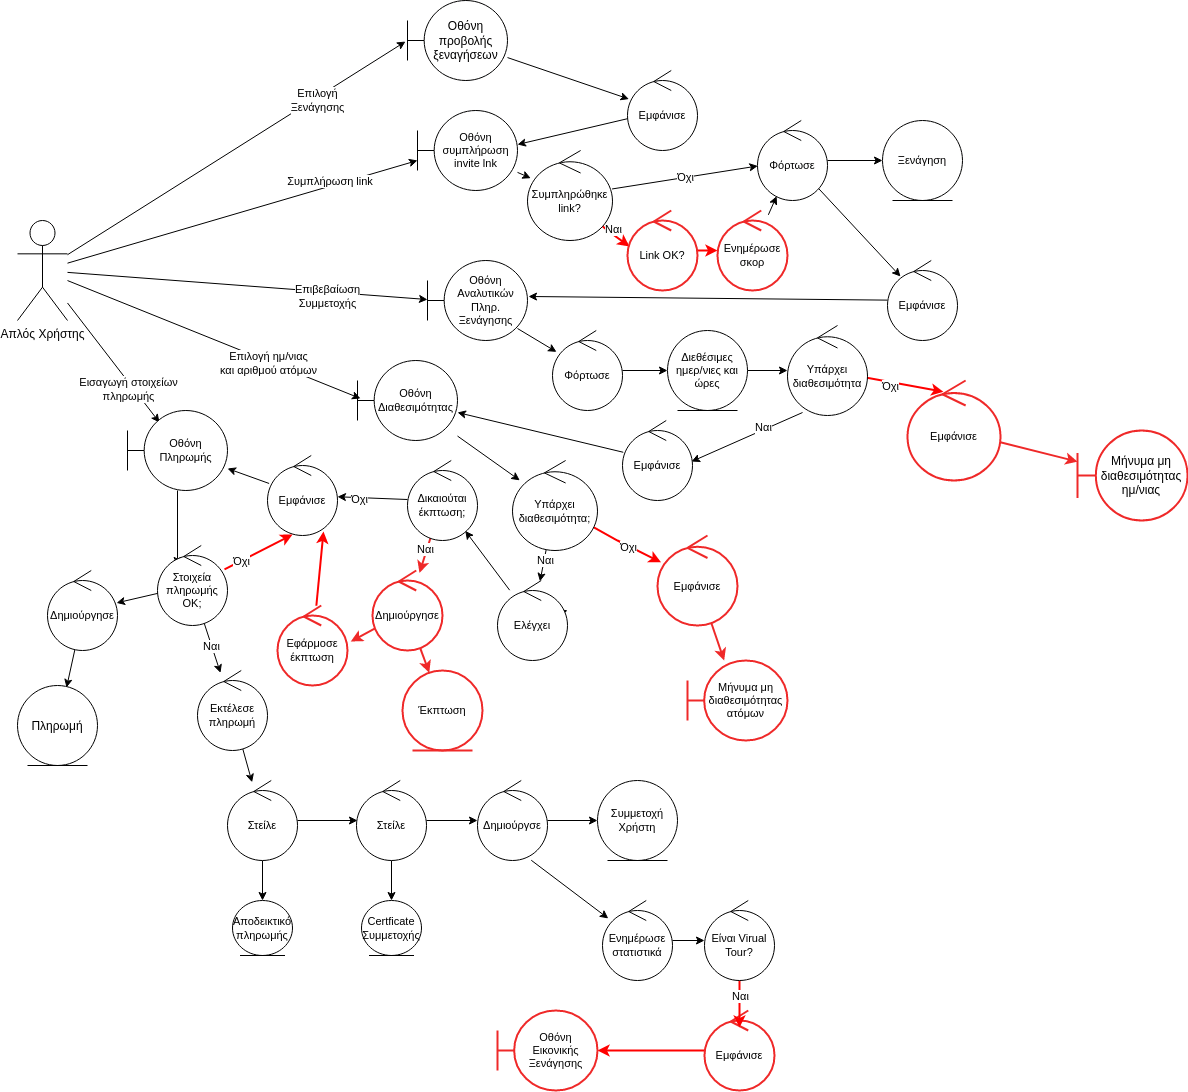 Οθόνη
προβολής
ξεναγήσεων
Επιλογή
Ξενάγησης
Εμφάνισε
Οθόνη
συμπλήρωση
invite lnk
Συμπλήρωση link
Συμπληρώθηκε
link?
Όχι
Φόρτωσε
Ξενάγηση
Ναι
Link OK?
Ενημέρωσε
σκορ
Απλός Χρήστης
Επιβεβαίωση
Συμμετοχής
Οθόνη
Αναλυτικών
Πληρ.
Ξενάγησης
Εμφάνισε
Επιλογή ημ/νιας
και αριθμού ατόμων
Εισαγωγή στοιχείων
πληρωμής
Φόρτωσε
Διεθέσιμες
ημερ/νιες και
ώρες
Υπάρχει
διαθεσιμότητα
Όχι
Εμφάνισε
Μήνυμα μη
διαθεσιμότητας
ημ/νιας
Ναι
Οθόνη
Διαθεσιμότητας
Εμφάνισε
Οθόνη
Πληρωμής
Εμφάνισε
Όχι
Δικαιούται
έκπτωση;
Υπάρχει
διαθεσιμότητα;
Όχι
Εμφάνισε
Μήνυμα μη
διαθεσιμότητας
ατόμων
Ναι
Ελέγχει
Ναι
Δημιούργησε
Έκπτωση
Εφάρμοσε
έκπτωση
Όχι
Στοιχεία
πληρωμής
ΟΚ;
Δημιούργησε
Πληρωμή
Ναι
Εκτέλεσε
πληρωμή
Στείλε
Στείλε
Δημιούργσε
Συμμετοχή
Χρήστη
Αποδεικτικό
πληρωμής
Certficate
Συμμετοχής
Ενημέρωσε
στατιστικά
Είναι Virual
Tour?
Ναι
Εμφάνισε
Οθόνη
Εικονικής
Ξενάγησης